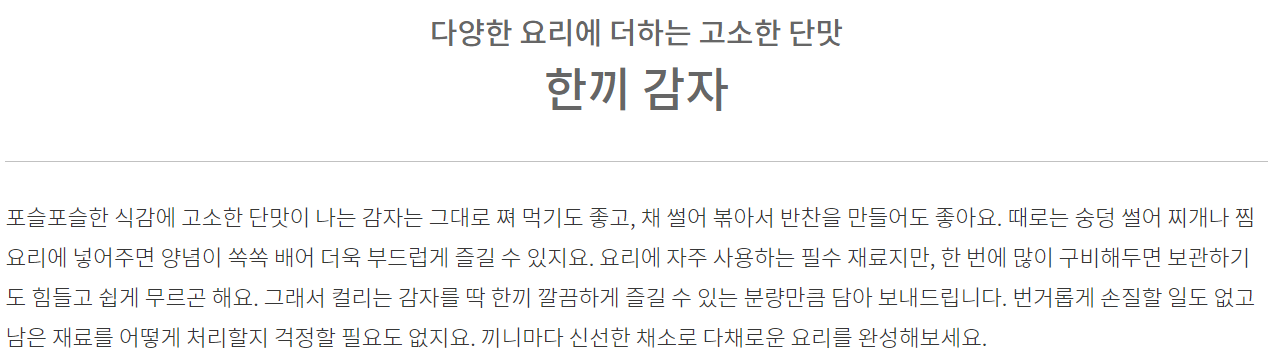 다양한 요리에 더하는 고소한 단맛
한끼 감자
포슬포슬한 식감에 고소한 단맛이 나는 감자는 그대로 쪄 먹기도 좋고, 채 썰어 볶아서 반찬을 만들어도 좋아요. 때로는 숭덩 썰어 찌개나 찜
요리에 넣어주면 양념이 쏙쏙 배어 더욱 부드럽게 즐길 수 있지요. 요리에 자주 사용하는 필수 재료지만, 한 번에 많이 구비해두면 보관하기
도 힘들고 쉽게 무르곤 해요. 그래서 컬리는 감자를 딱 한끼 깔끔하게 즐길 수 있는 분량만큼 담아 보내드립니다. 번거롭게 손질할 일도 없고
남은 재료를 어떻게 처리할지 걱정할 필요도 없지요. 끼니마다 신선한 채소로 다채로운 요리를 완성해보세요.